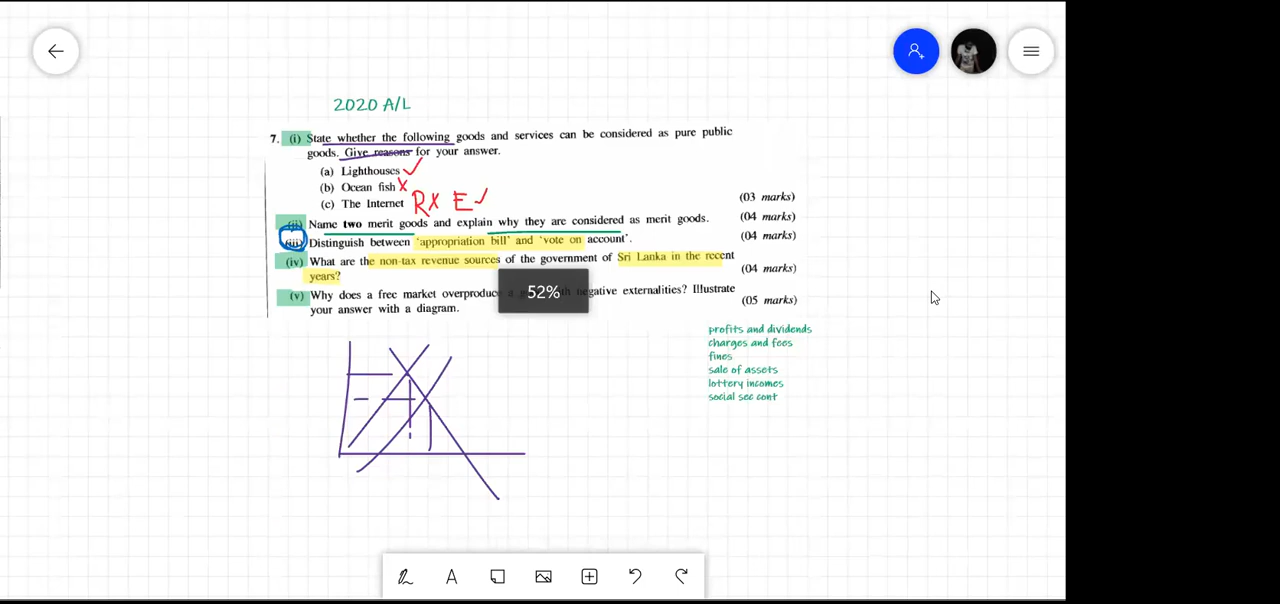 2020 A/L
7. (i) State whether the following goods and services can be considered as pure public
goods. Give reasons for your answer.
(a) Lighthouses ✓
(b) Ocean fish X
(c) The Internet RX E✓ (03 marks)
(ii) Name two merit goods and explain why they are considered as merit goods. (04 marks)
(iii) Distinguish between 'appropriation bill' and 'vote on account'. (04 marks)
(iv) What are the non-tax revenue sources of the government of Sri Lanka in the recent
years? (04 marks)
(v) Why does a free market overproduce negative externalities? Illustrate
your answer with a diagram. (05 marks)
52%
profits and dividends
charges and fees
fines
sale of assets
lottery incomes
social sec cont
A